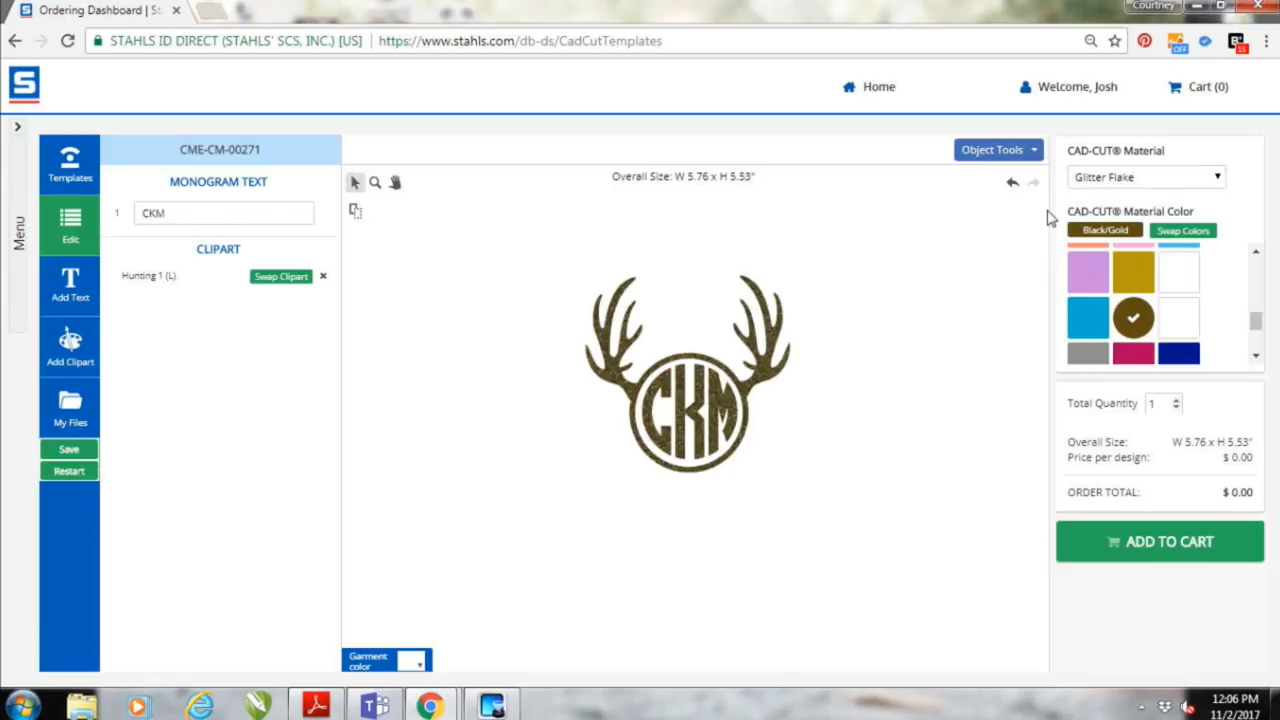 Courtney
Ordering Dashboard | St
STAHLS ID DIRECT (STAHLS' SCS, INC.) [US]
https://www.stahls.com/db-ds/CadCutTemplates
OFF
15
S
Home
Welcome, Josh
Cart (0)
Menu
Templates
Edit
Add Text
Add Clipart
My Files
Save
Restart
CME-CM-00271
MONOGRAM TEXT
1 CKM
CLIPART
Hunting 1 (L)
Swap Clipart
Object Tools
Overall Size: W 5.76 x H 5.53"
CKM
Garment
color
CAD-CUT® Material
Glitter Flake
CAD-CUT® Material Color
Black/Gold
Swap Colors
Total Quantity 1
Overall Size: W 5.76 x H 5.53"
Price per design: $ 0.00
ORDER TOTAL: $ 0.00
ADD TO CART
12:06 PM
11/2/2017